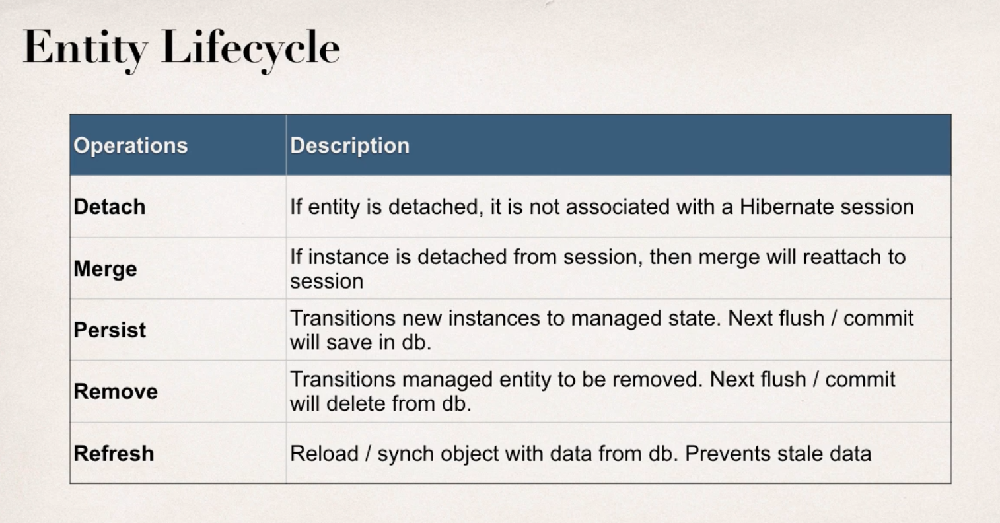 Entity Lifecycle
Operations Description
Detach If entity is detached, it is not associated with a Hibernate session
Merge If instance is detached from session, then merge will reattach to
session
Persist Transitions new instances to managed state. Next flush / commit
will save in db.
Remove Transitions managed entity to be removed. Next flush / commit
will delete from db.
Refresh Reload / synch object with data from db. Prevents stale data